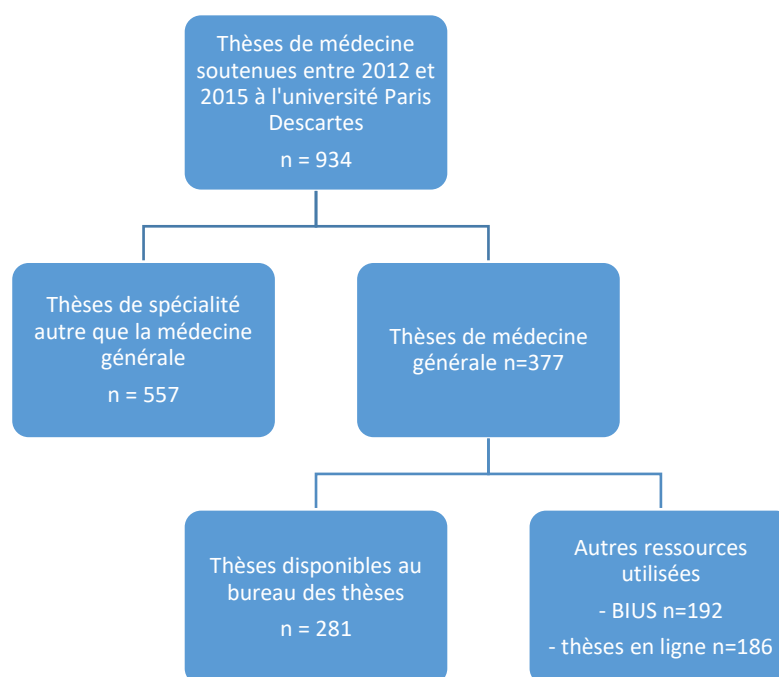 Thèses de médecine
soutenues entre 2012 et
2015 à l'université Paris
Descartes
n = 934
Thèses de spécialité
autre que la médecine
générale
n = 557
Thèses de médecine
générale n=377
Thèses disponibles au
bureau des thèses
n = 281
Autres ressources
utilisées
- BIUS n=192
- thèses en ligne n=186